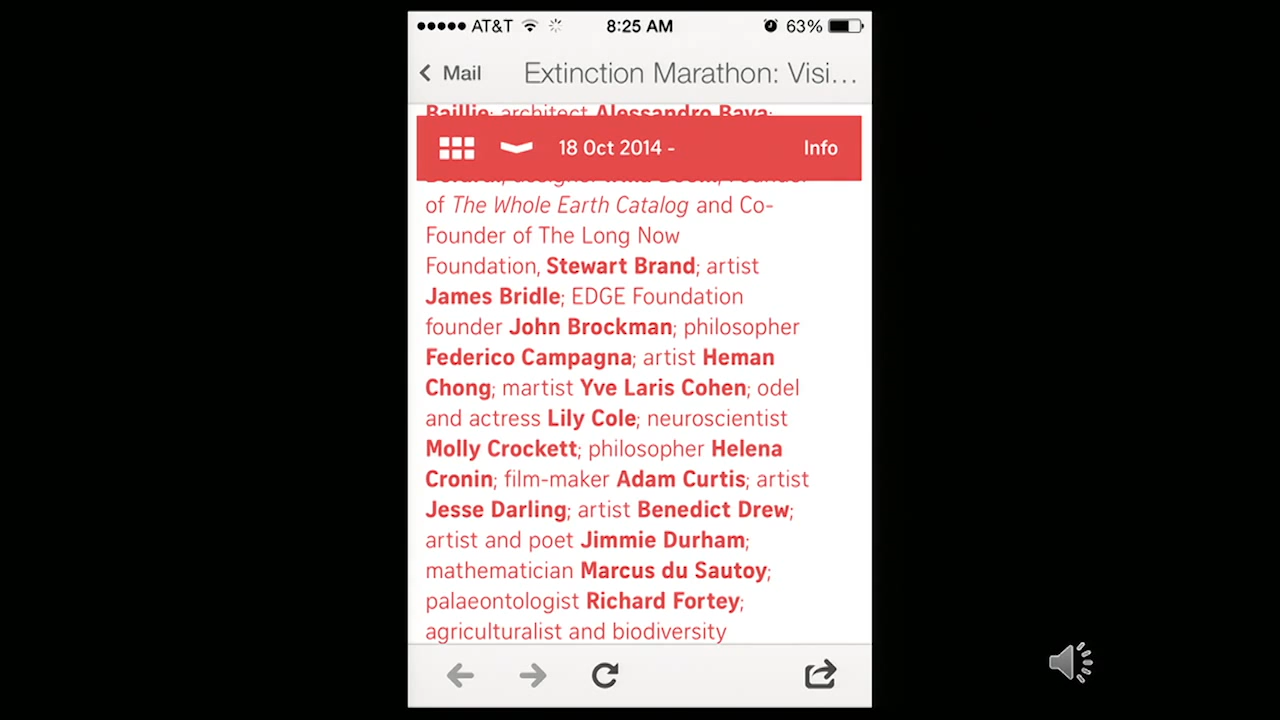 AT&T 8:25 AM 63%
Mail Extinction Marathon: Visi...
Baillie; architect Alessandro Bava;
18 Oct 2014 - Info
of The Whole Earth Catalog and Co-
Founder of The Long Now
Foundation, Stewart Brand; artist
James Bridle; EDGE Foundation
founder John Brockman; philosopher
Federico Campagna; artist Heman
Chong; martist Yve Laris Cohen; odel
and actress Lily Cole; neuroscientist
Molly Crockett; philosopher Helena
Cronin; film-maker Adam Curtis; artist
Jesse Darling; artist Benedict Drew;
artist and poet Jimmie Durham;
mathematician Marcus du Sautoy;
palaeontologist Richard Fortey;
agriculturalist and biodiversity